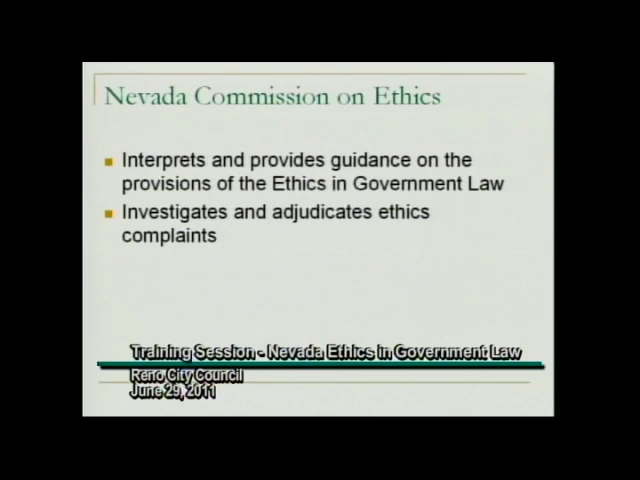 Nevada Commission on Ethics
Interprets and provides guidance on the
provisions of the Ethics in Government Law
Investigates and adjudicates ethics
complaints
Training Session - Nevada Ethics in Government Law
Reno City Council
June 29, 2011